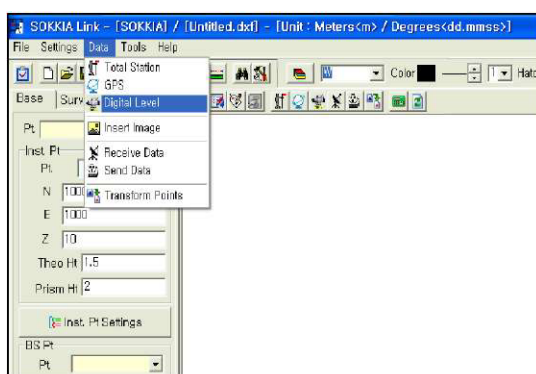 SOKKIA Link - [SOKKIA] / [Untitled.dxf] - [Unit : Meters<m> / Degrees<dd.mmss>]
File Settings Data Tools Help
Total Station
GPS
Digital Level
Insert Image
Receive Data
Send Data
Transform Points
Color
Base
Pt
Inst Pt
Pt.
N
E 1000
Z 10
Theo Ht 1.5
Prism Ht 2
Inst. Pt Settings
BS Pt
Pt